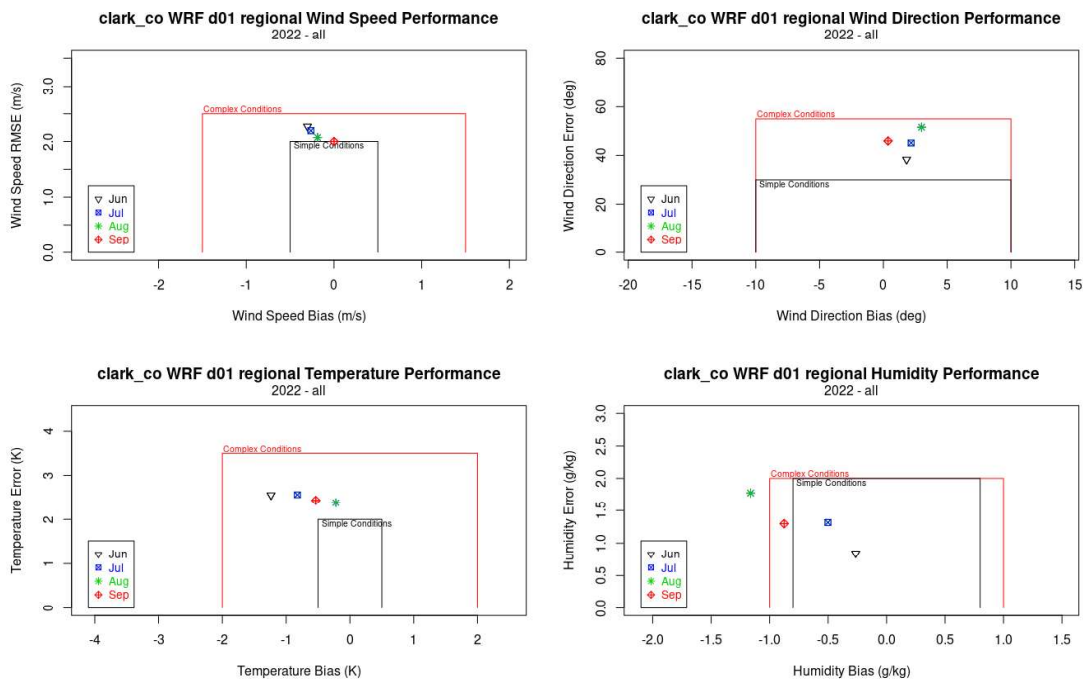 clark_co WRF d01 regional Wind Speed Performance
2022 - all
Wind Speed RMSE (m/s)
3.0
2.0
1.0
0.0
Complex Conditions
Simple Conditions
Jun
Jul
Aug
Sep
-2 -1 0 1 2
Wind Speed Bias (m/s)
clark_co WRF d01 regional Wind Direction Performance
2022 - all
Wind Direction Error (deg)
80
60
40
20
0
Complex Conditions
Simple Conditions
Jun
Jul
Aug
Sep
-20 -15 -10 -5 0 5 10 15
Wind Direction Bias (deg)
clark_co WRF d01 regional Temperature Performance
2022 - all
Temperature Error (K)
4
3
2
1
0
Complex Conditions
Simple Conditions
Jun
Jul
Aug
Sep
-4 -3 -2 -1 0 1 2
Temperature Bias (K)
clark_co WRF d01 regional Humidity Performance
2022 - all
Humidity Error (g/kg)
3.0
2.5
2.0
1.5
1.0
0.5
0.0
Complex Conditions
Simple Conditions
Jun
Jul
Aug
Sep
-2.0 -1.5 -1.0 -0.5 0.0 0.5 1.0 1.5
Humidity Bias (g/kg)